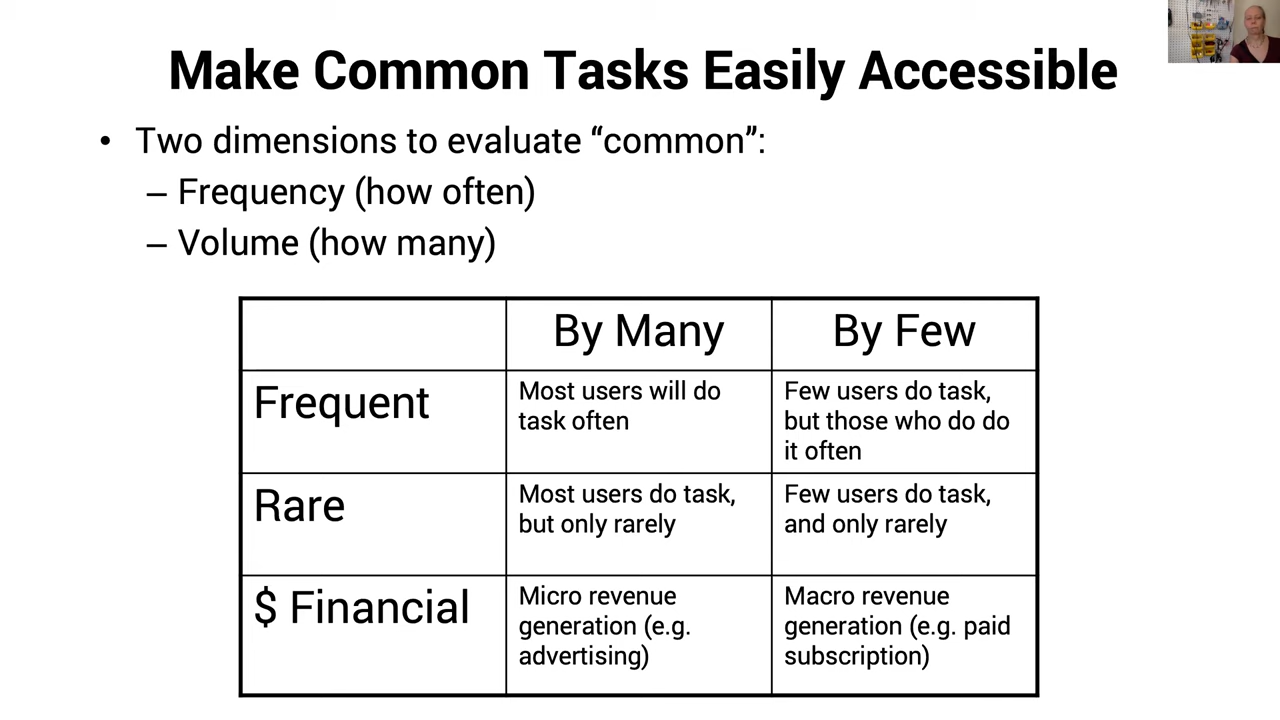 Make Common Tasks Easily Accessible
• Two dimensions to evaluate “common”:
– Frequency (how often)
– Volume (how many)
By Many
By Few
Frequent
Most users will do
task often
Few users do task,
but those who do do
it often
Rare
Most users do task,
but only rarely
Few users do task,
and only rarely
$ Financial
Micro revenue
generation (e.g.
advertising)
Macro revenue
generation (e.g. paid
subscription)